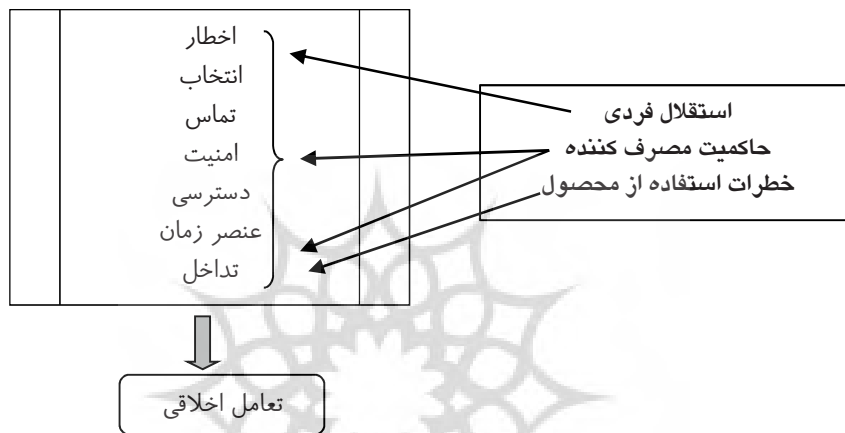 اخطار
انتخاب
تماس
امنیت
دسترسی
عنصر زمان
تداخل
استقلال فردی
حاکمیت مصرف کننده
خطرات استفاده از محصول
تعامل اخلاقی